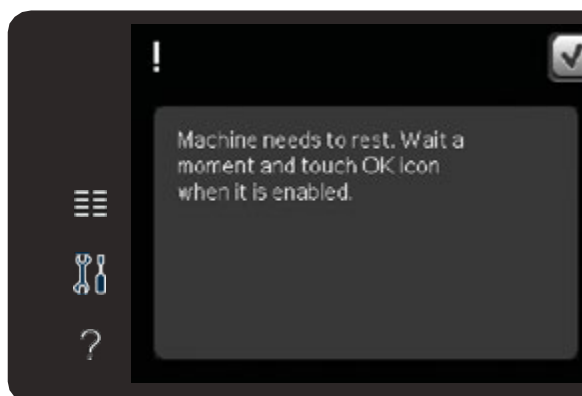 !
Machine needs to rest. Wait a
moment and touch OK icon
when it is enabled.
?